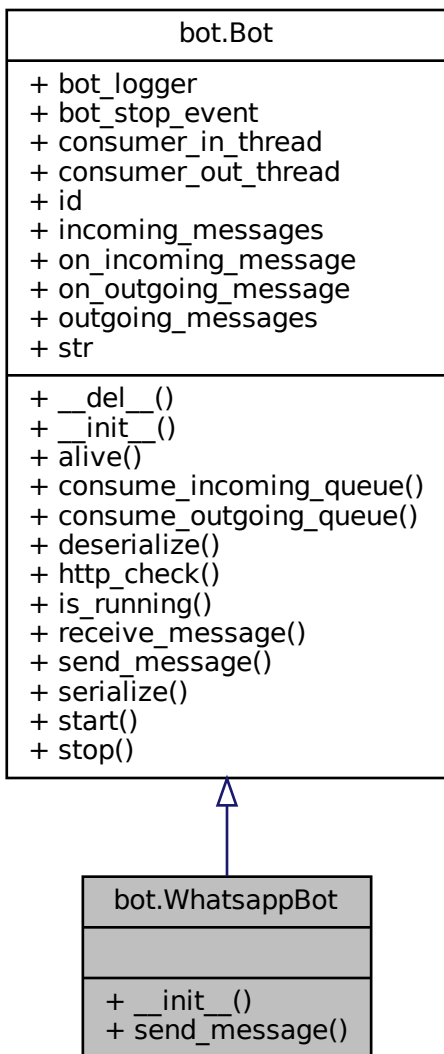 bot.Bot
+ bot_logger
+ bot_stop_event
+ consumer_in_thread
+ consumer_out_thread
+ id
+ incoming_messages
+ on_incoming_message
+ on_outgoing_message
+ outgoing_messages
+ str
+ __del__()
+ __init__()
+ alive()
+ consume_incoming_queue()
+ consume_outgoing_queue()
+ deserialize()
+ http_check()
+ is_running()
+ receive_message()
+ send_message()
+ serialize()
+ start()
+ stop()
bot.WhatsappBot
+ __init__()
+ send_message()